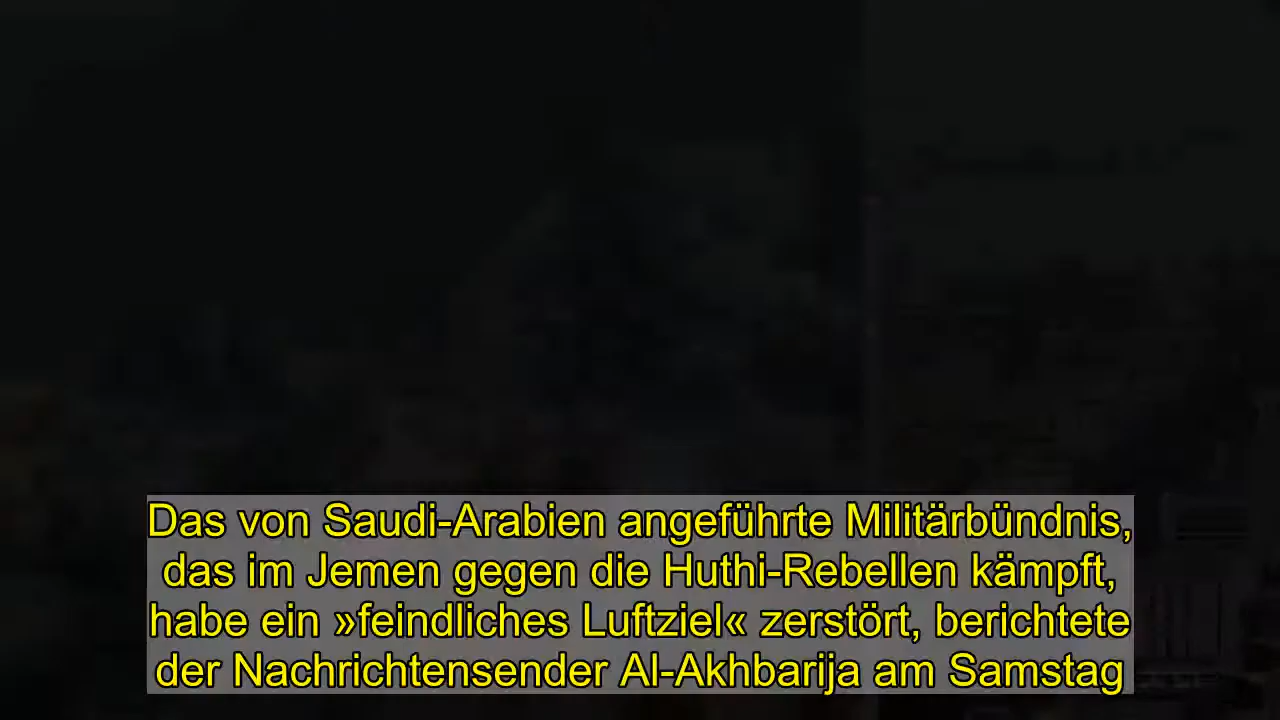 Das von Saudi-Arabien angeführte Militärbündnis,
das im Jemen gegen die Huthi-Rebellen kämpft,
habe ein »feindliches Luftziel« zerstört, berichtete
der Nachrichtensender Al-Akhbarija am Samstag